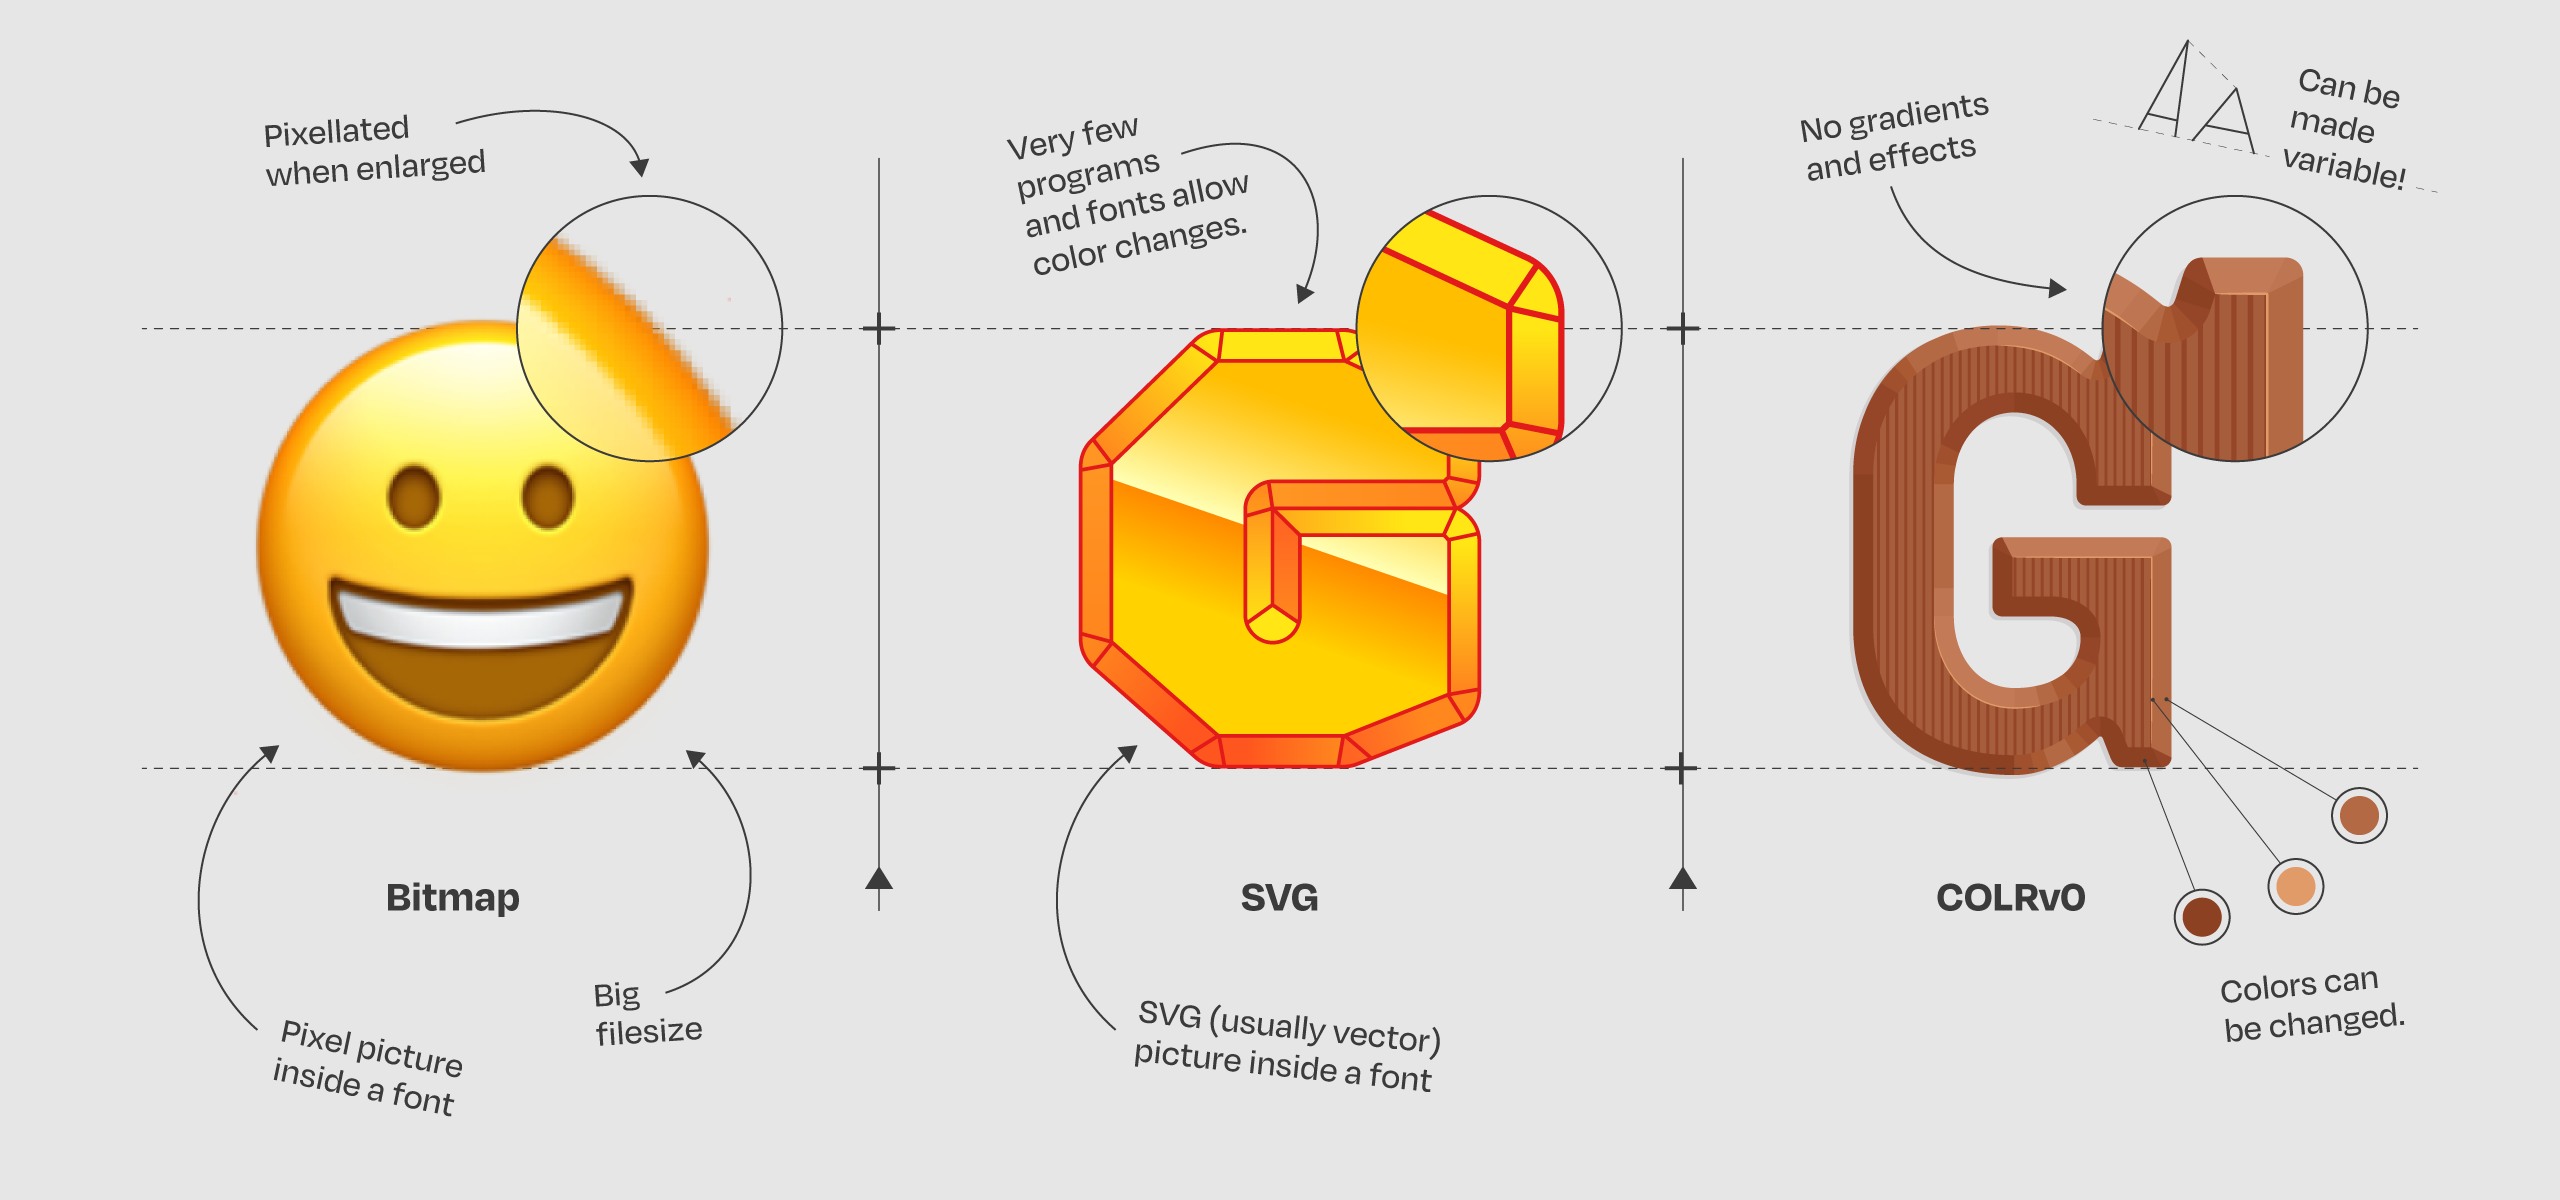 Pixellated
when enlarged
Bitmap
Pixel picture
inside a font
Big
filesize
Very few
programs
and fonts allow
color changes.
G
SVG
SVG (usually vector)
picture inside a font
No gradients
and effects
AA
Can be
made
variable!
G
COLRv0
Colors can
be changed.